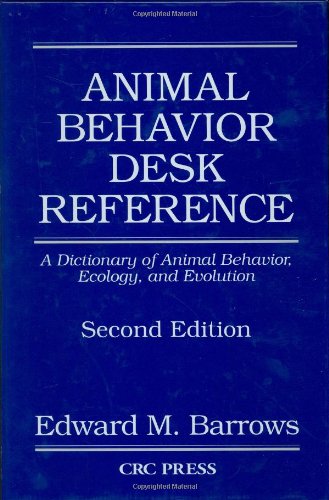 ANIMAL
BEHAVIOR
DESK
REFERENCE
A Dictionary of Animal Behavior,
Ecology, and Evolution
Second Edition
Edward M. Barrows
CRC PRESS